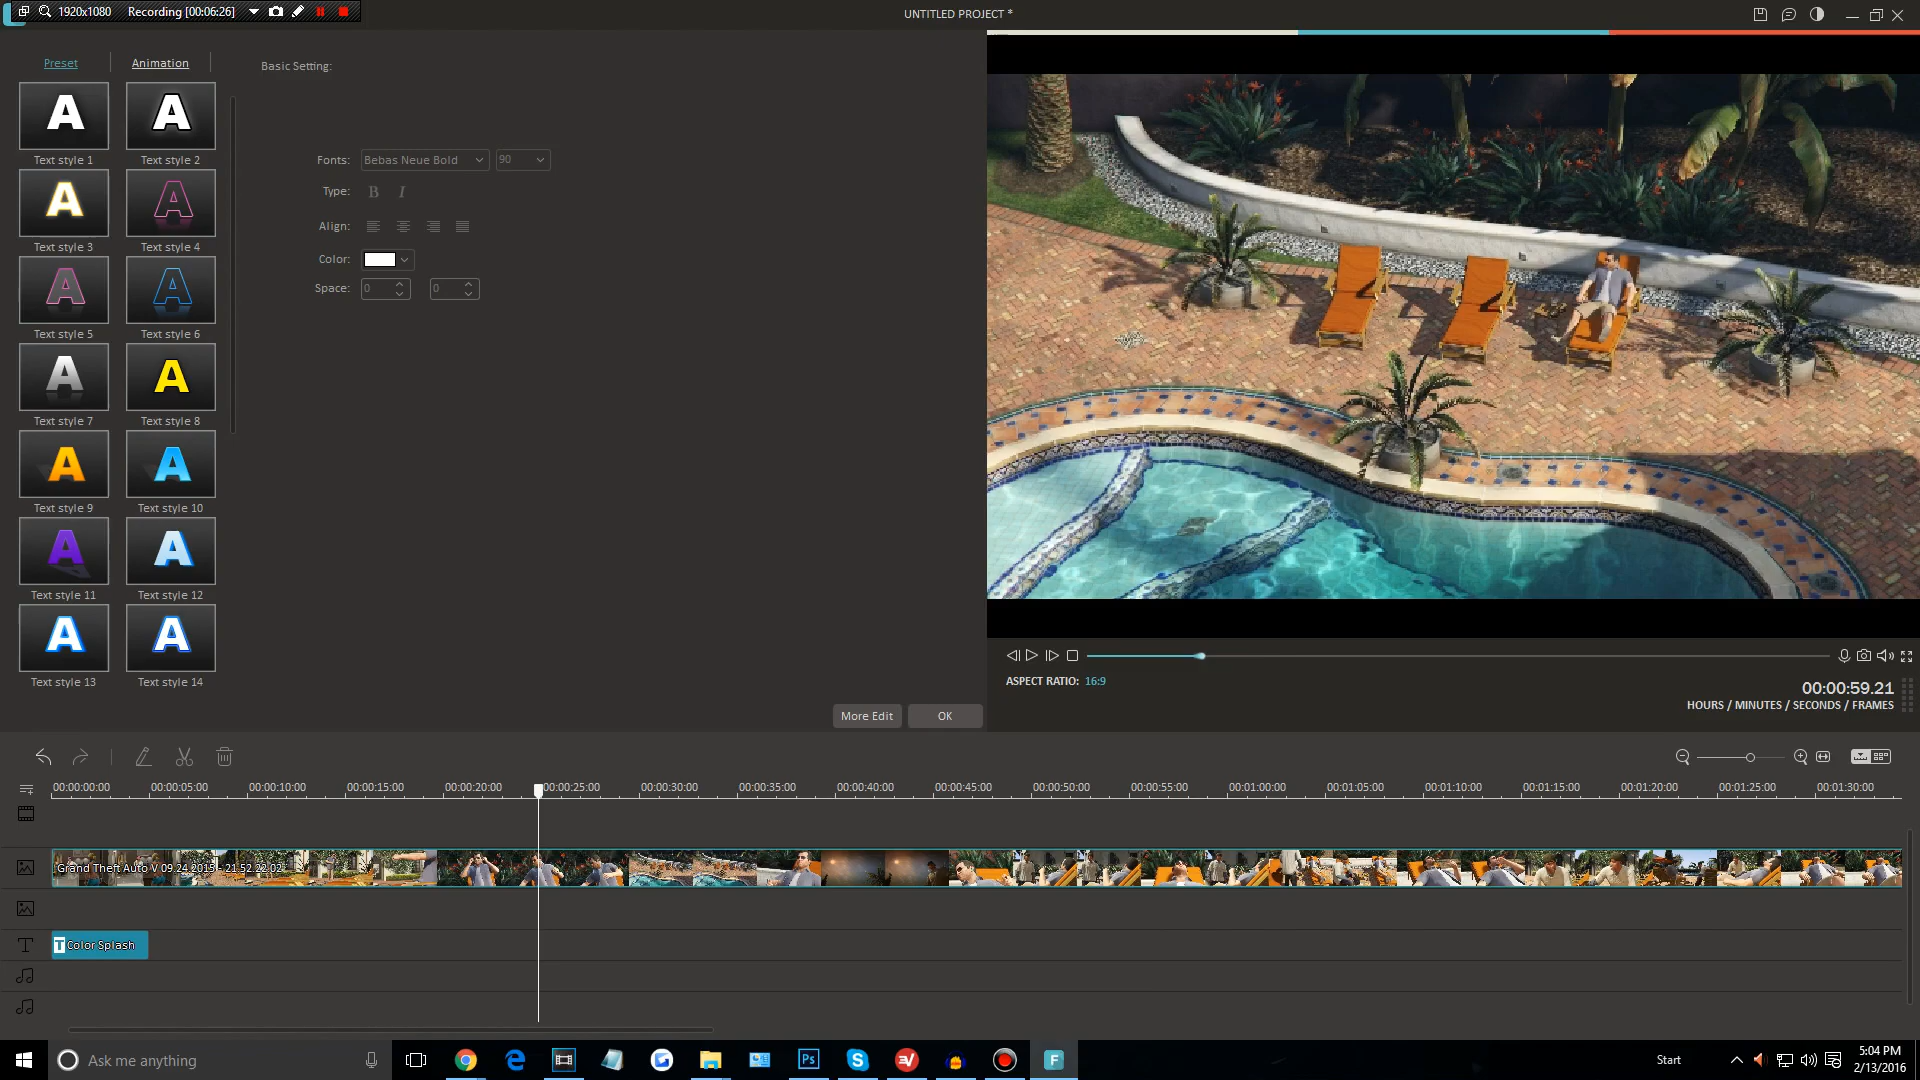 1920x1080 Recording [00:06:26]
UNTITLED PROJECT *
Preset Animation
Basic Setting:
A A
Text style 1 Text style 2
A A
Text style 3 Text style 4
A A
Text style 5 Text style 6
A A
Text style 7 Text style 8
A A
Text style 9 Text style 10
A A
Text style 11 Text style 12
A A
Text style 13 Text style 14
Fonts: Bebas Neue Bold 90
Type: B I
Align:
Color:
Space: 0 0
More Edit OK
ASPECT RATIO: 16:9
00:00:59.21
HOURS / MINUTES / SECONDS / FRAMES
00:00:00:00 00:00:05:00 00:00:10:00 00:00:15:00 00:00:20:00 00:00:25:00 00:00:30:00 00:00:35:00 00:00:40:00 00:00:45:00 00:00:50:00 00:00:55:00 00:01:00:00 00:01:05:00 00:01:10:00 00:01:15:00 00:01:20:00 00:01:25:00 00:01:30:00
Grand Theft Auto V 09.24.2015 - 21.52.22.02
T T Color Splash
Ask me anything
Ps S F
Start
5:04 PM
2/13/2016